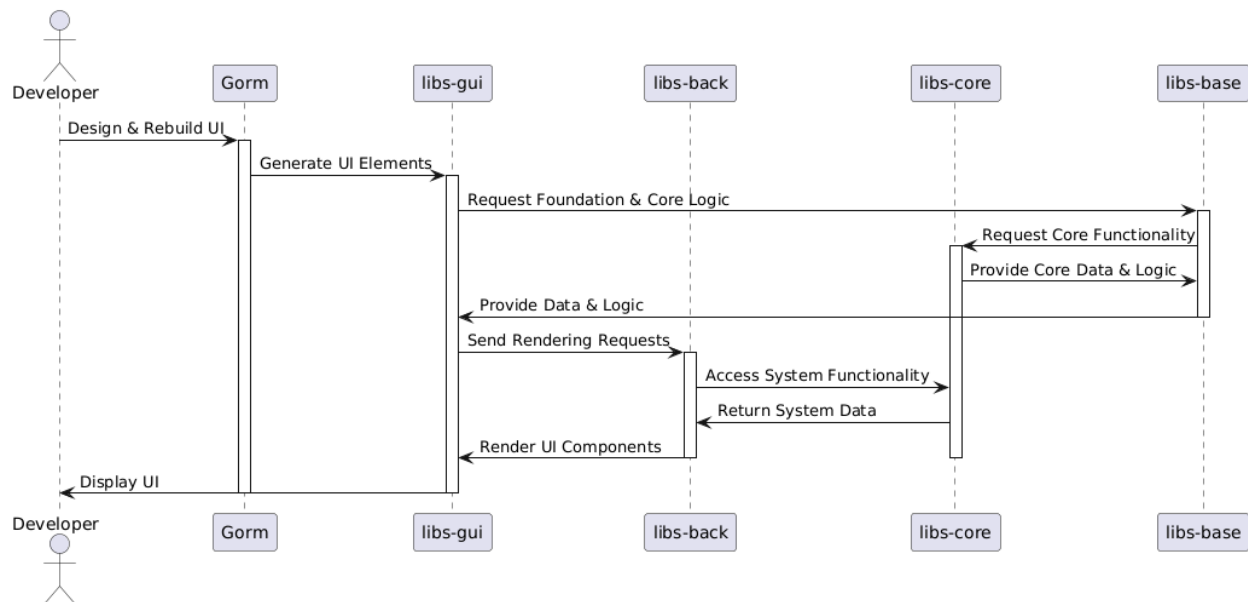 Developer
Gorm
libs-gui
libs-back
libs-core
libs-base
Design & Rebuild UI
Generate UI Elements
Request Foundation & Core Logic
Request Core Functionality
Provide Core Data & Logic
Provide Data & Logic
Send Rendering Requests
Access System Functionality
Return System Data
Render UI Components
Display UI
Developer
Gorm
libs-gui
libs-back
libs-core
libs-base